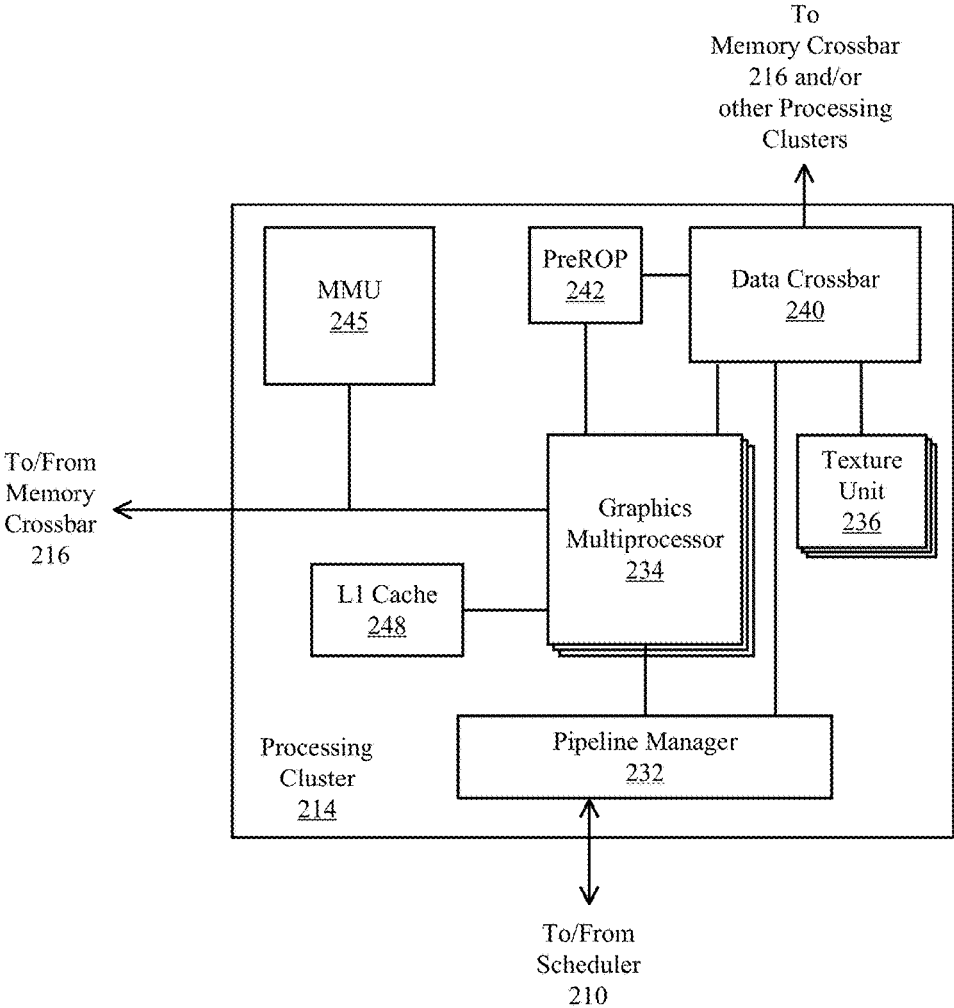 To
Memory Crossbar
216 and/or
other Processing
Clusters
MMU
245
PreROP
242
Data Crossbar
240
To/From
Memory
Crossbar
216
Graphics
Multiprocessor
234
Texture
Unit
236
L1 Cache
248
Processing
Cluster
214
Pipeline Manager
232
To/From
Scheduler
210